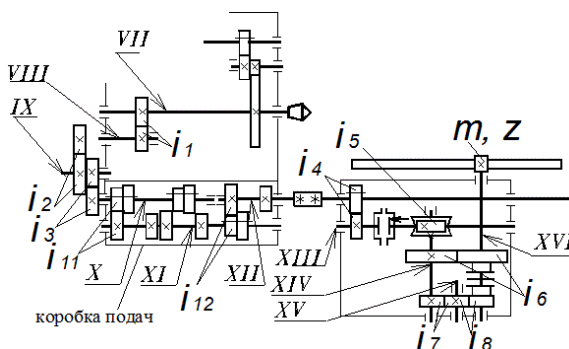 VII
VIII
IX
i1
i2
i3
i4
i5
m, z
i11
X
XI
i12
XII
XIII
XIV
XV
XVI
i6
i7
i8
коробка подач